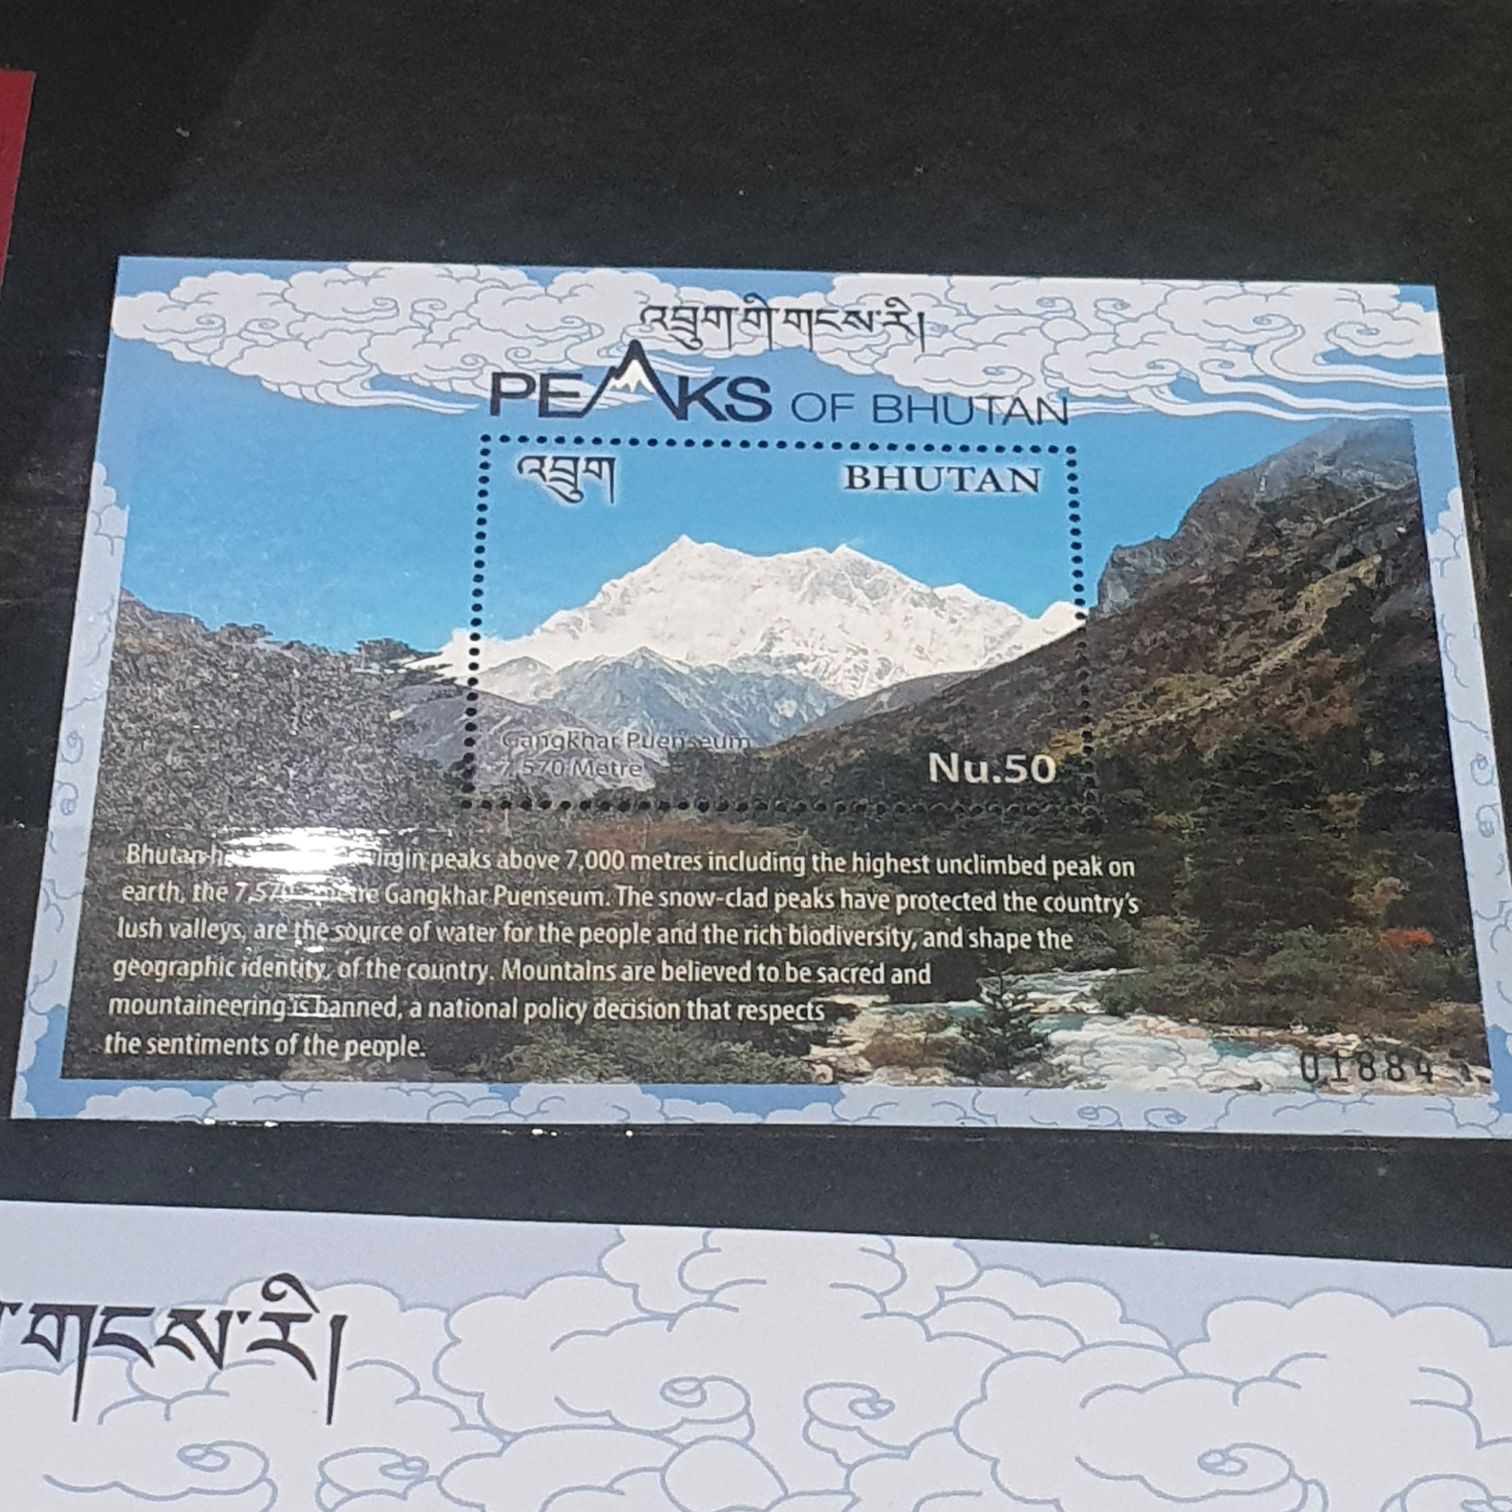 འབྲུག་གི་གངས་རི།
PEAKS OF BHUTAN
འབྲུག
BHUTAN
Gangkhar Puenseum
7,570 Metre
Nu.50
Bhutan peaks above 7,000 metres including the highest unclimbed peak on
earth, the Gangkhar Puenseum. The snow-clad peaks have protected the country's
lush valleys, are the source of water for the people and the rich biodiversity, and shape the
geographic identity, of the country. Mountains are believed to be sacred and
mountaineering is banned, a national policy decision that respects
the sentiments of the people.
01884
གངས་རི།